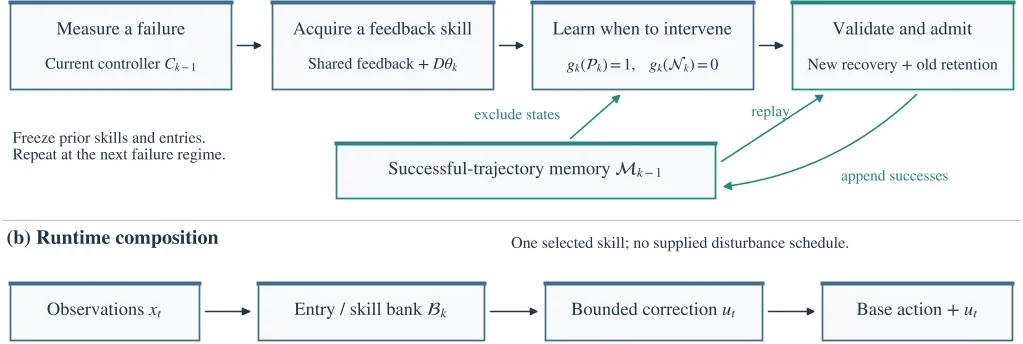 Measure a failure
Current controller C_{k−1}
Acquire a feedback skill
Shared feedback + Dθ_k
Learn when to intervene
g_k(𝒫_k) = 1, g_k(𝒩_k) = 0
Validate and admit
New recovery + old retention
exclude states
replay
Freeze prior skills and entries.
Repeat at the next failure regime.
Successful-trajectory memory ℳ_{k−1}
append successes
(b) Runtime composition
One selected skill; no supplied disturbance schedule.
Observations x_t
Entry / skill bank ℬ_k
Bounded correction u_t
Base action + u_t